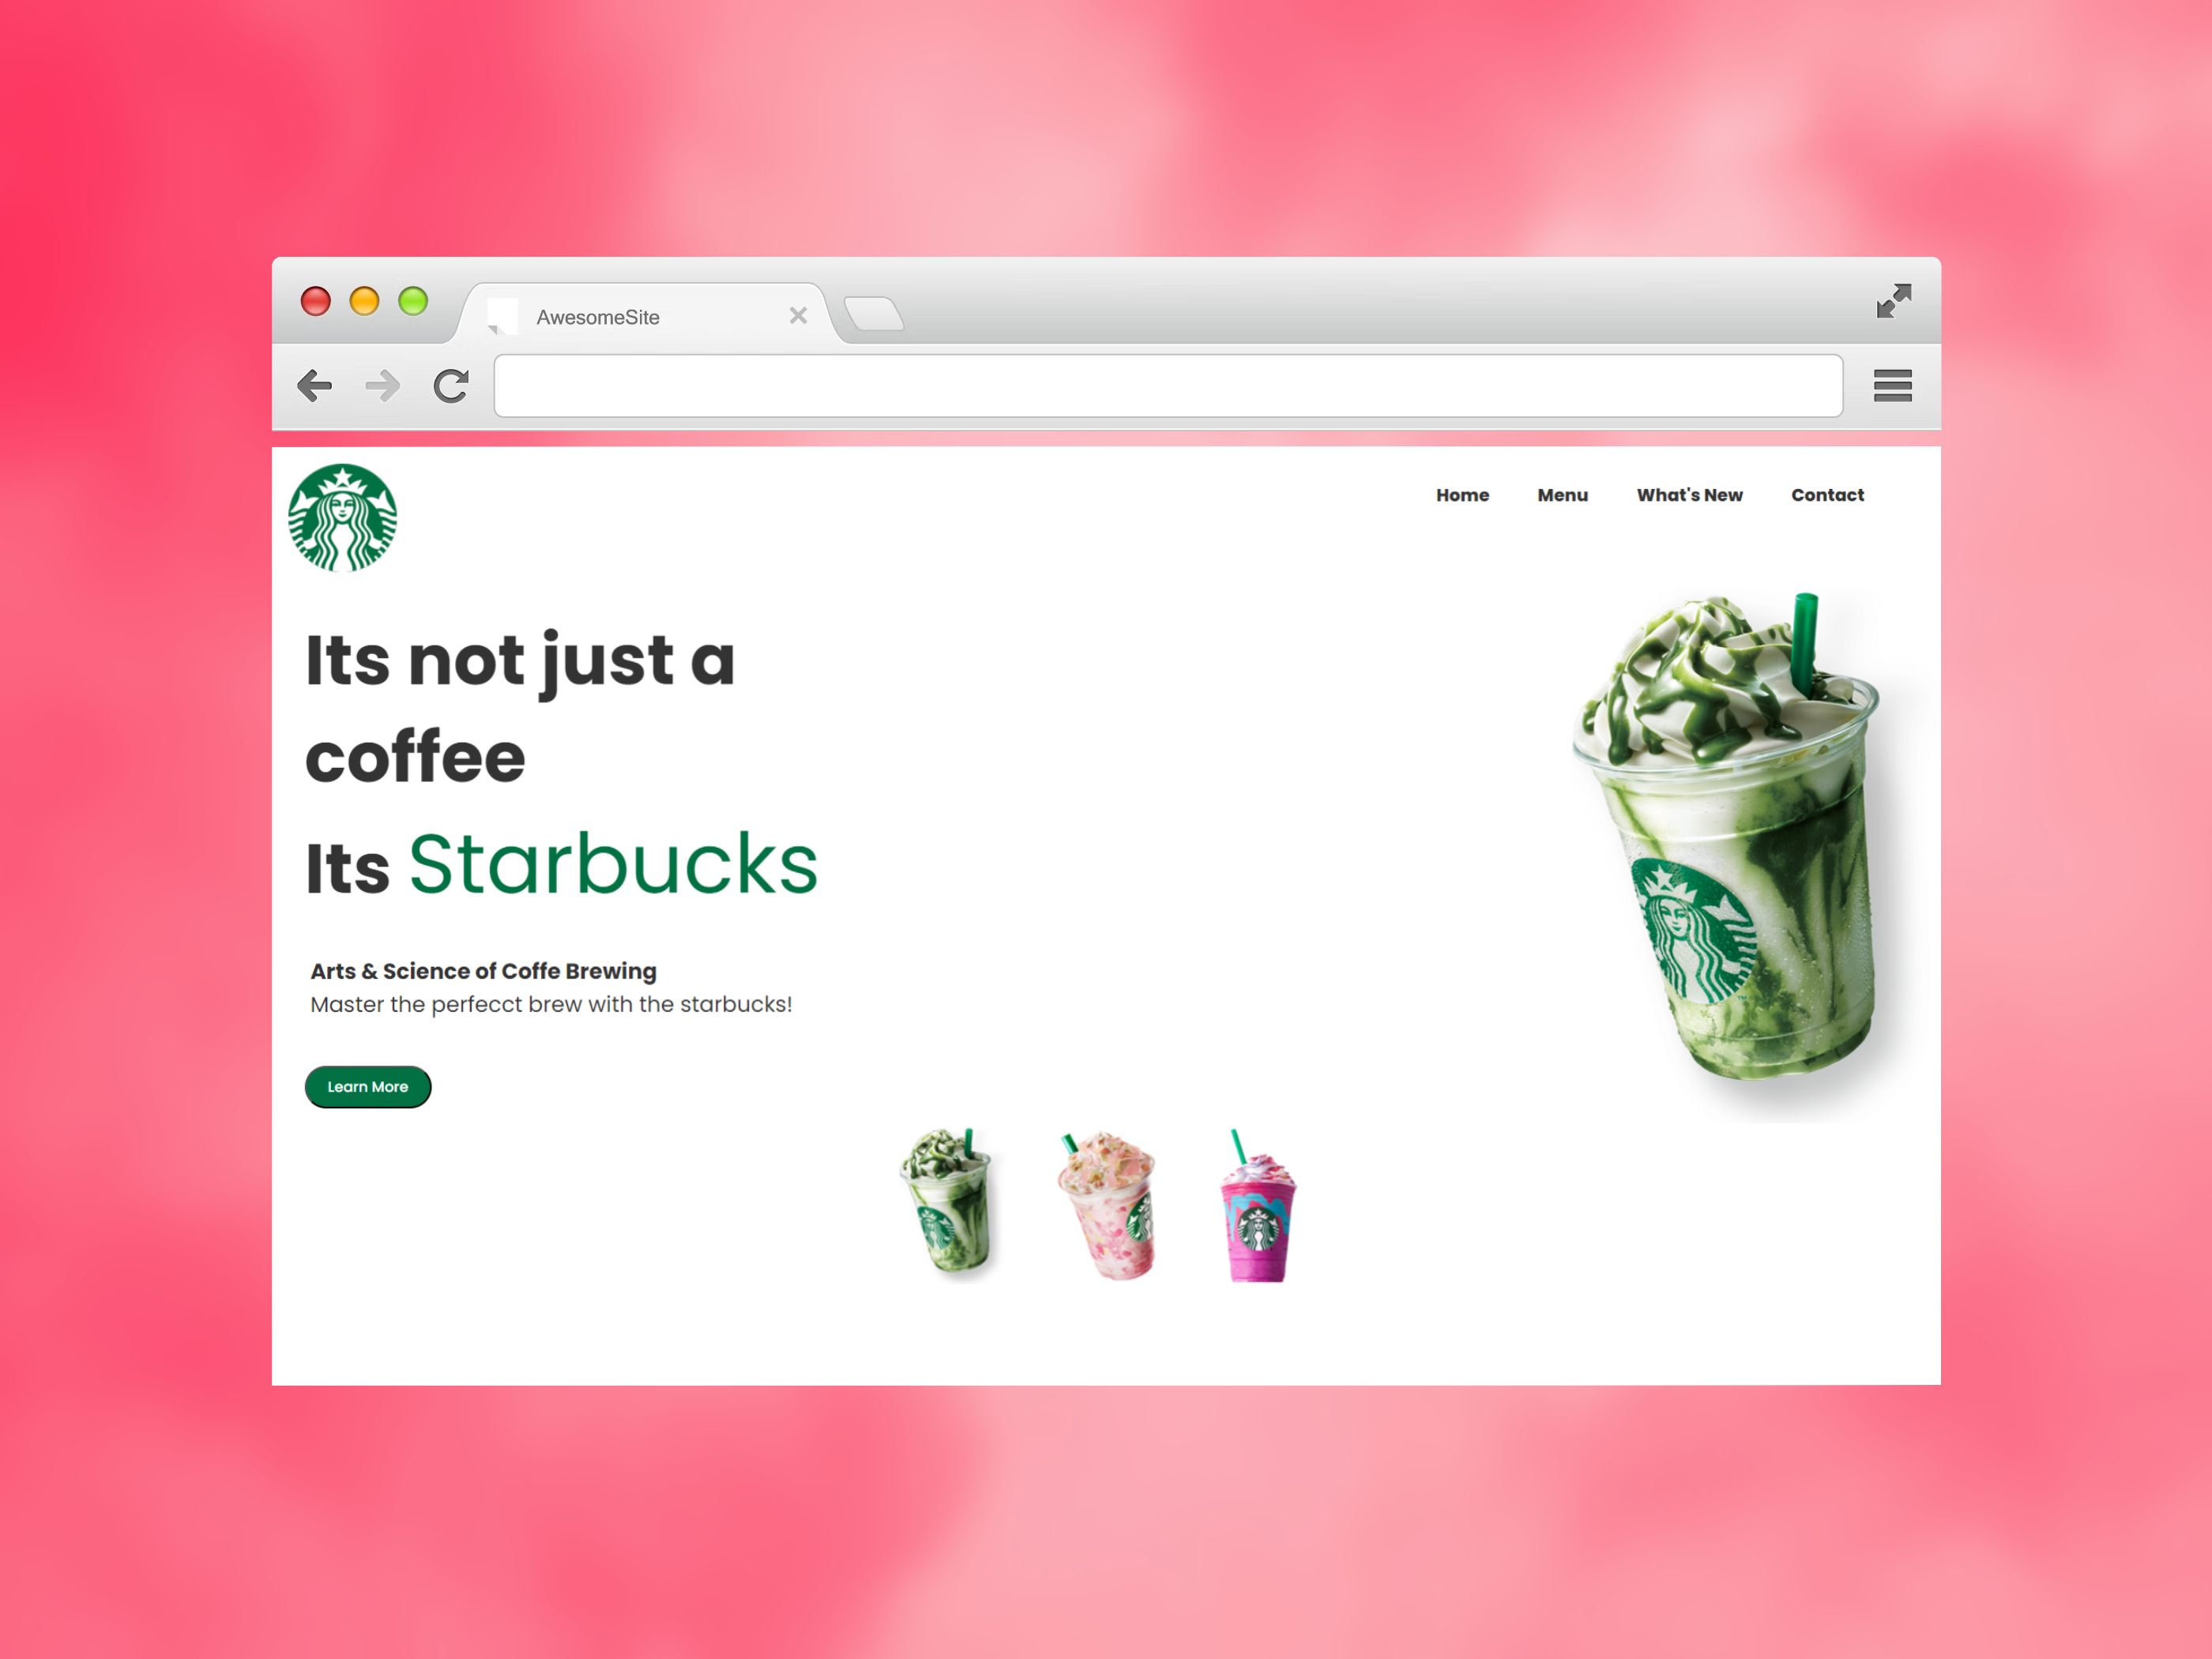 AwesomeSite
Home Menu What's New Contact
Its not just a
coffee
Its Starbucks
Arts & Science of Coffe Brewing
Master the perfecct brew with the starbucks!
Learn More
TM